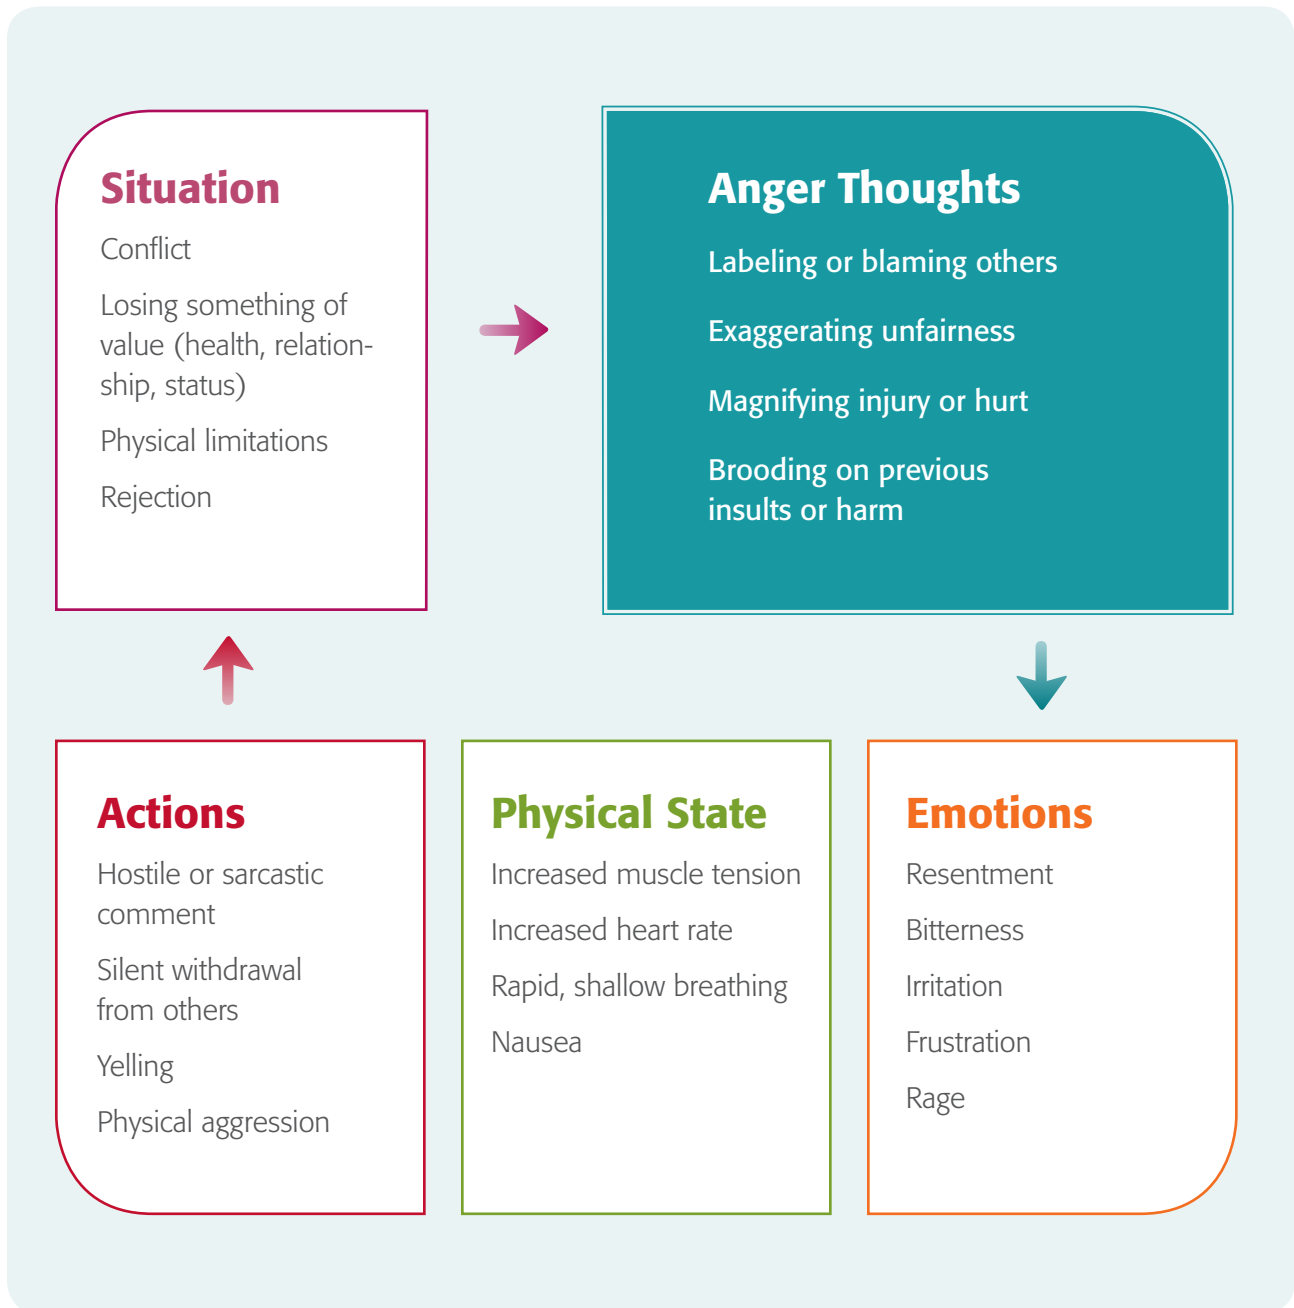 Situation
Conflict
Losing something of
value (health, relation-
ship, status)
Physical limitations
Rejection
Anger Thoughts
Labeling or blaming others
Exaggerating unfairness
Magnifying injury or hurt
Brooding on previous
insults or harm
Actions
Hostile or sarcastic
comment
Silent withdrawal
from others
Yelling
Physical aggression
Physical State
Increased muscle tension
Increased heart rate
Rapid, shallow breathing
Nausea
Emotions
Resentment
Bitterness
Irritation
Frustration
Rage